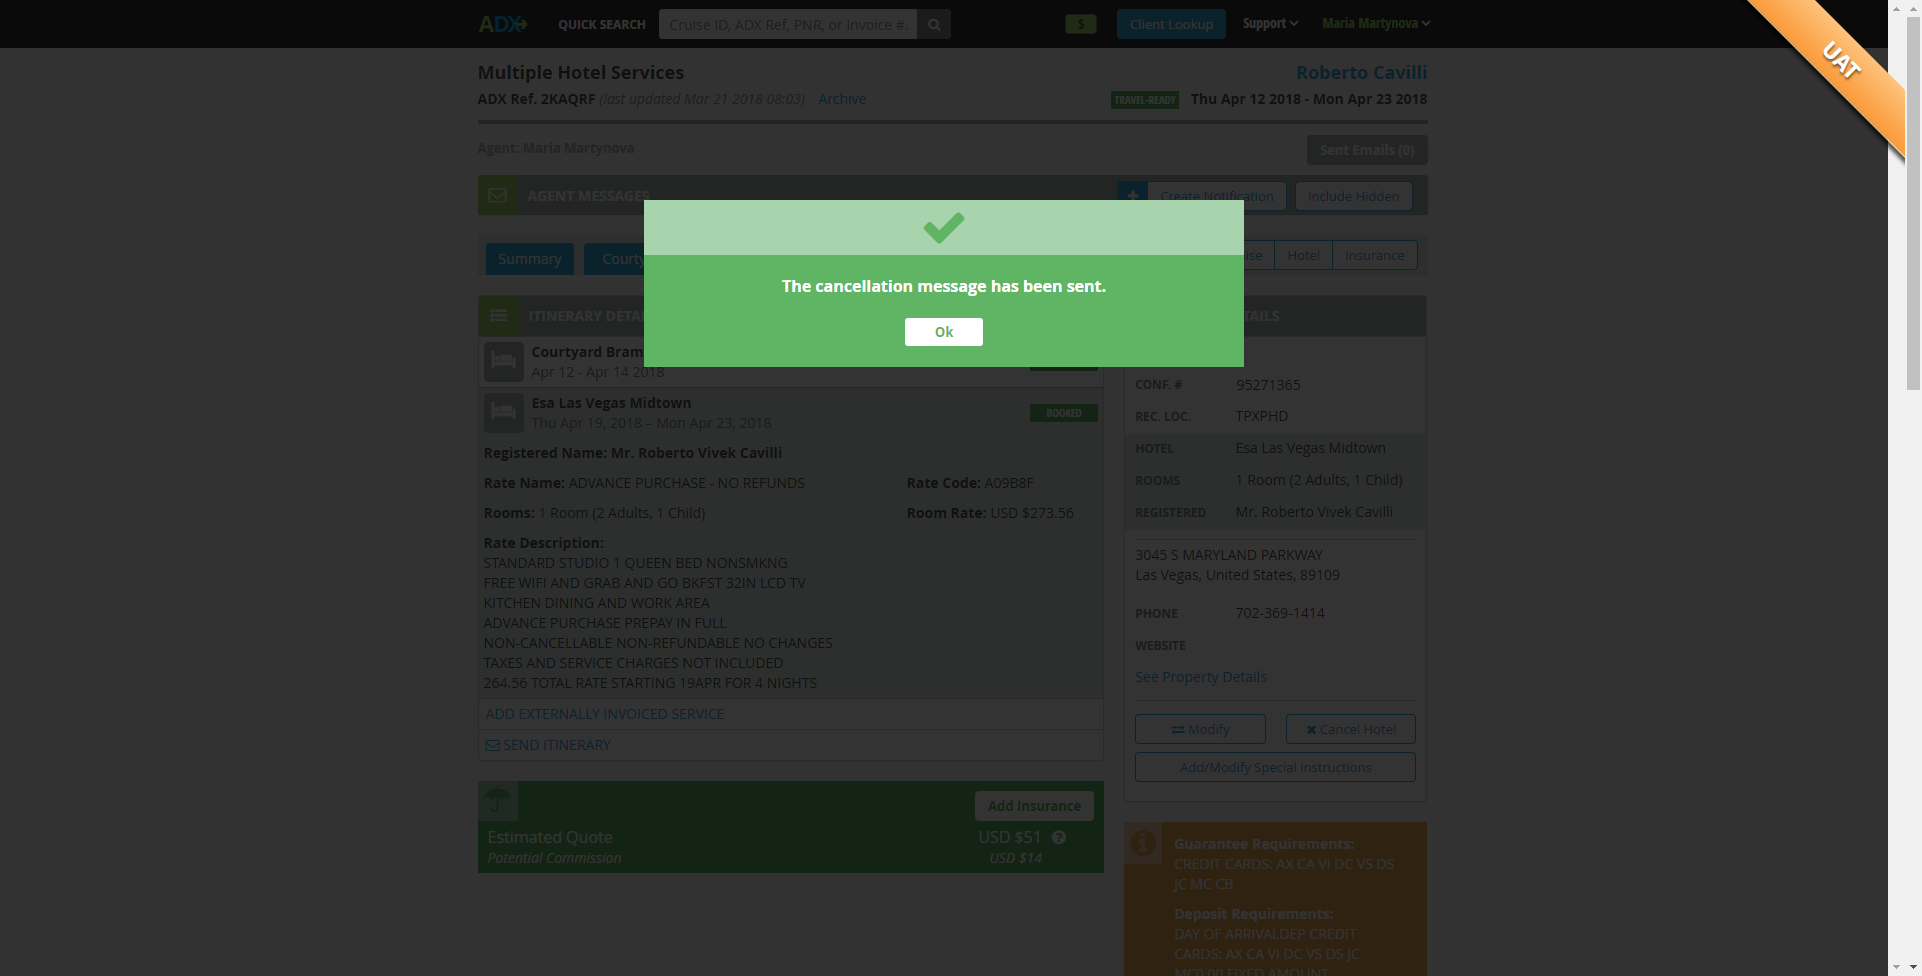 ADX QUICK SEARCH Cruise ID, ADX Ref, PNR, or Invoice #. $ Client Lookup Support Maria Martynova
UAT
Multiple Hotel Services Roberto Cavilli
ADX Ref. 2KAQRF (last updated Mar 21 2018 08:03) Archive TRAVEL-READY Thu Apr 12 2018 - Mon Apr 23 2018
Agent: Maria Martynova Sent Emails (0)
AGENT MESSAGES Create Notification Include Hidden
The cancellation message has been sent.
Ok
Summary Hotel Insurance
Courtyard
Apr 12 - Apr 14 2018
Esa Las Vegas Midtown
Thu Apr 19, 2018 – Mon Apr 23, 2018 BOOKED
Registered Name: Mr. Roberto Vivek Cavilli
Rate Name: ADVANCE PURCHASE - NO REFUNDS Rate Code: A09B8F
Rooms: 1 Room (2 Adults, 1 Child) Room Rate: USD $273.56
Rate Description:
STANDARD STUDIO 1 QUEEN BED NONSMKNG
FREE WIFI AND GRAB AND GO BKFST 32IN LCD TV
KITCHEN DINING AND WORK AREA
ADVANCE PURCHASE PREPAY IN FULL
NON-CANCELLABLE NON-REFUNDABLE NO CHANGES
TAXES AND SERVICE CHARGES NOT INCLUDED
264.56 TOTAL RATE STARTING 19APR FOR 4 NIGHTS
ADD EXTERNALLY INVOICED SERVICE
SEND ITINERARY
Add Insurance
Estimated Quote USD $51
Potential Commission USD $14
CONF. # 95271365
REC. LOC. TPXPHD
HOTEL Esa Las Vegas Midtown
ROOMS 1 Room (2 Adults, 1 Child)
REGISTERED Mr. Roberto Vivek Cavilli
3045 S MARYLAND PARKWAY
Las Vegas, United States, 89109
PHONE 702-369-1414
WEBSITE
See Property Details
Modify Cancel Hotel
Add/Modify Special Instructions
Guarantee Requirements:
CREDIT CARDS: AX CA VI DC VS DS
JC MC CB
Deposit Requirements:
DAY OF ARRIVALDEP CREDIT
CARDS: AX CA VI DC VS DS JC
MC0.00 FIXED AMOUNT